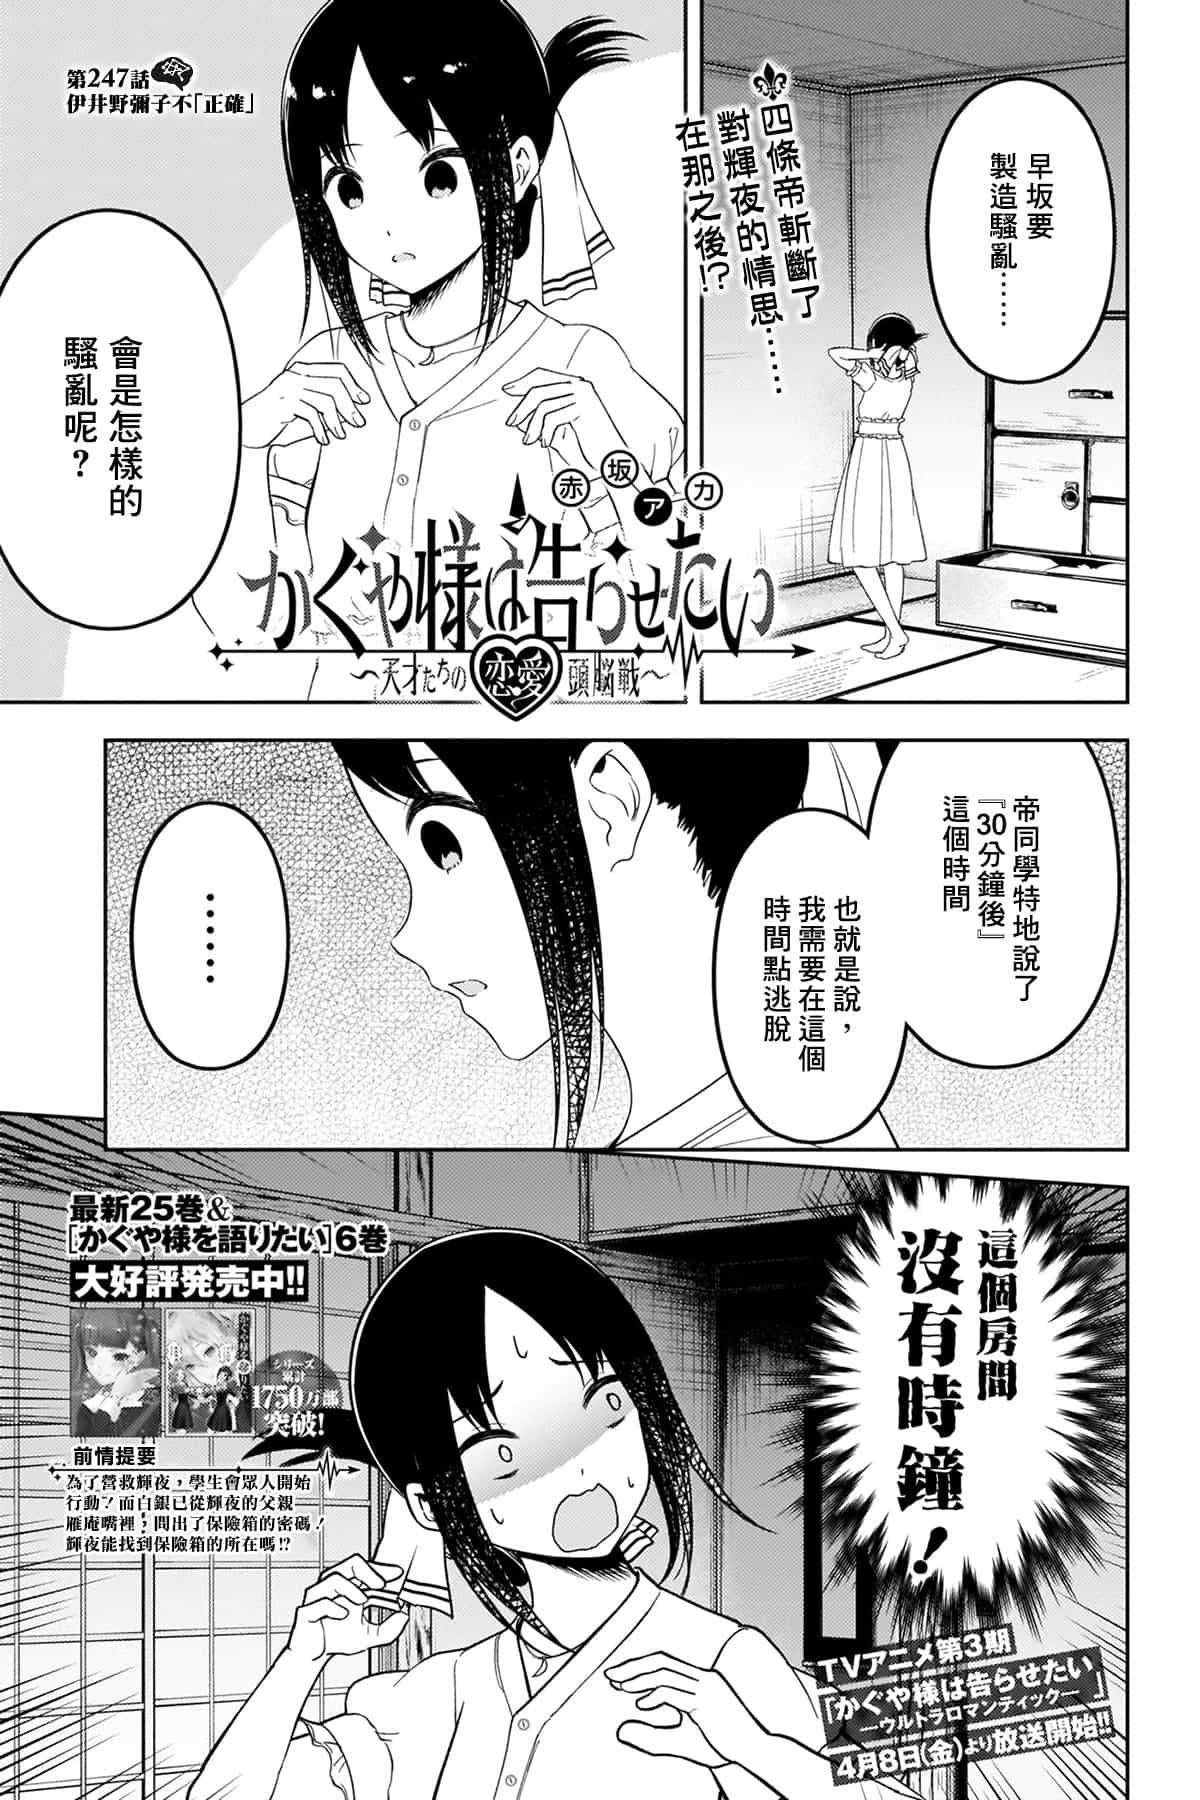 第247話
伊井野彌子不「正確」
四條帝斬斷了
對輝夜的情思……
在那之後!?
早坂要
製造騷亂……
會是怎樣的
騷亂呢？
赤坂アカ
かぐや様は告らせたい
～天才たちの恋愛頭脳戦～
帝同學特地說了
『30分鐘後』
這個時間
也就是說，
我需要在這個
時間點逃脫
……
這個房間
沒有時鐘！
最新25巻&
[かぐや様を語りたい]6巻
大好評発売中!!
シリーズ
累計
1750万部
突破!
前情提要
為了營救輝夜，學生會眾人開始
行動！而白銀已從輝夜的父親
雁庵嘴裡，問出了保險箱的密碼！
輝夜能找到保險箱的所在嗎!?
TVアニメ第3期
「かぐや様は告らせたい
―ウルトラロマンティック―」
4月8日(金)より放送開始!!